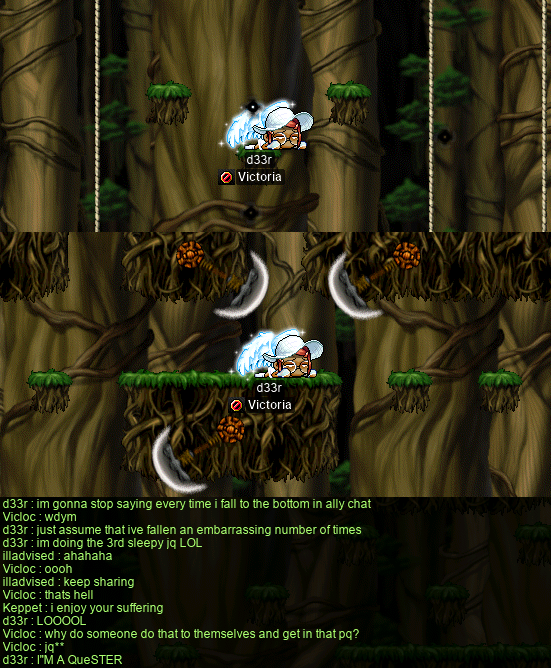 d33r
Victoria
d33r
Victoria
d33r : im gonna stop saying every time i fall to the bottom in ally chat
Vicloc : wdym
d33r : just assume that ive fallen an embarrassing number of times
d33r : im doing the 3rd sleepy jq LOL
illadvised : ahahaha
Vicloc : oooh
illadvised : keep sharing
Vicloc : thats hell
Keppet : i enjoy your suffering
d33r : LOOOOL
Vicloc : why do someone do that to themselves and get in that pq?
Vicloc : jq**
d33r : I"M A QueSTER